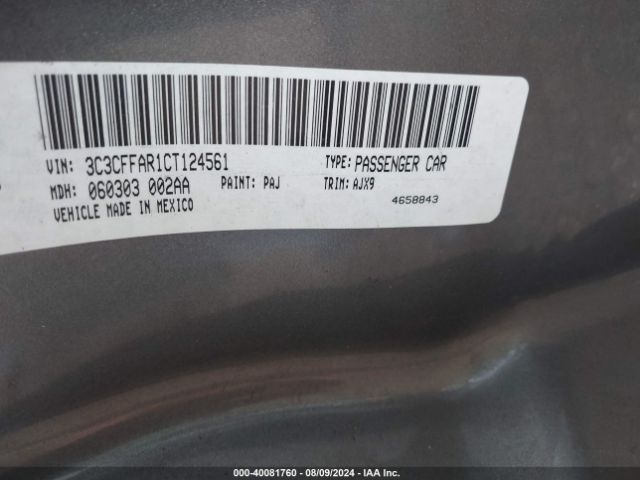 VIN: 3C3CFFAR1CT124561 TYPE: PASSENGER CAR
MDH: 060303 002AA PAINT: PAJ TRIM: AJX9
VEHICLE MADE IN MEXICO 4658843
000-40081760 - 08/09/2024 - IAA Inc.